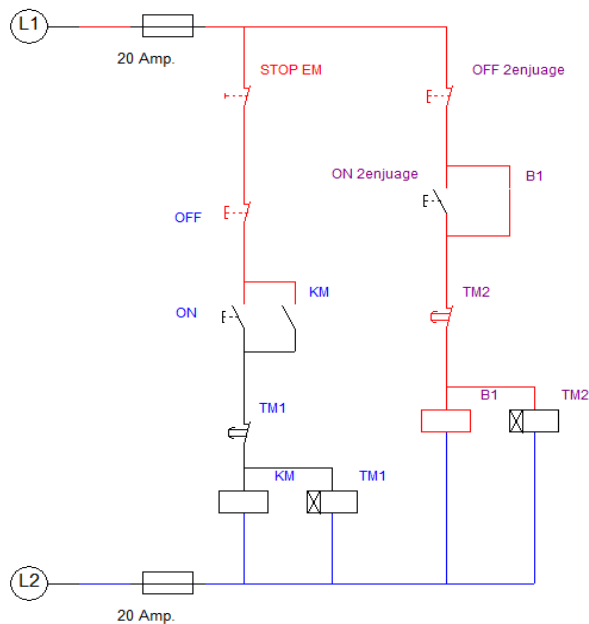 L1
20 Amp.
STOP EM
OFF 2enjuage
ON 2enjuage
B1
OFF
KM
TM2
ON
B1
TM2
TM1
KM
TM1
L2
20 Amp.